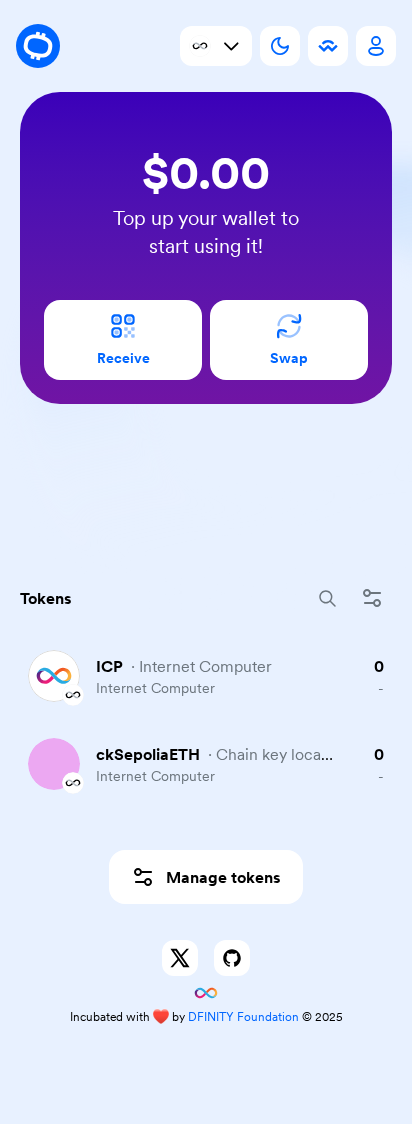 $0.00
Top up your wallet to
start using it!
Receive
Swap
Tokens
ICP · Internet Computer
0
Internet Computer
-
ckSepoliaETH · Chain key loca...
0
Internet Computer
-
Manage tokens
Incubated with ❤️ by DFINITY Foundation © 2025